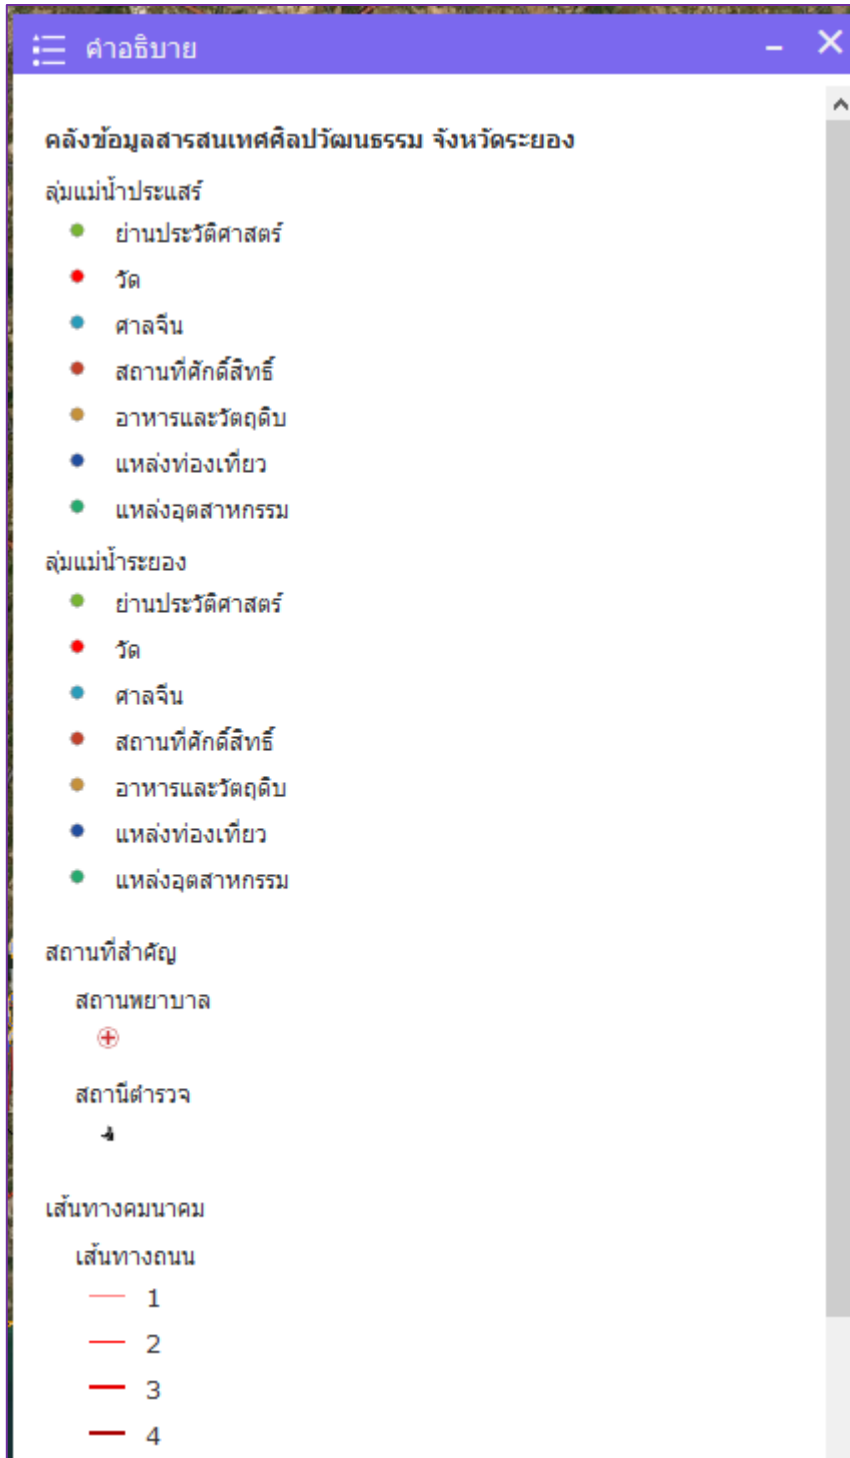 คำอธิบาย
คลังข้อมูลสารสนเทศศิลปวัฒนธรรม จังหวัดระยอง
ลุ่มแม่น้ำประแสร์
ย่านประวัติศาสตร์
วัด
ศาลจีน
สถานที่ศักดิ์สิทธิ์
อาหารและวัตถุดิบ
แหล่งท่องเที่ยว
แหล่งอุตสาหกรรม
ลุ่มแม่น้ำระยอง
ย่านประวัติศาสตร์
วัด
ศาลจีน
สถานที่ศักดิ์สิทธิ์
อาหารและวัตถุดิบ
แหล่งท่องเที่ยว
แหล่งอุตสาหกรรม
สถานที่สำคัญ
สถานพยาบาล
สถานีตำรวจ
เส้นทางคมนาคม
เส้นทางถนน
1
2
3
4